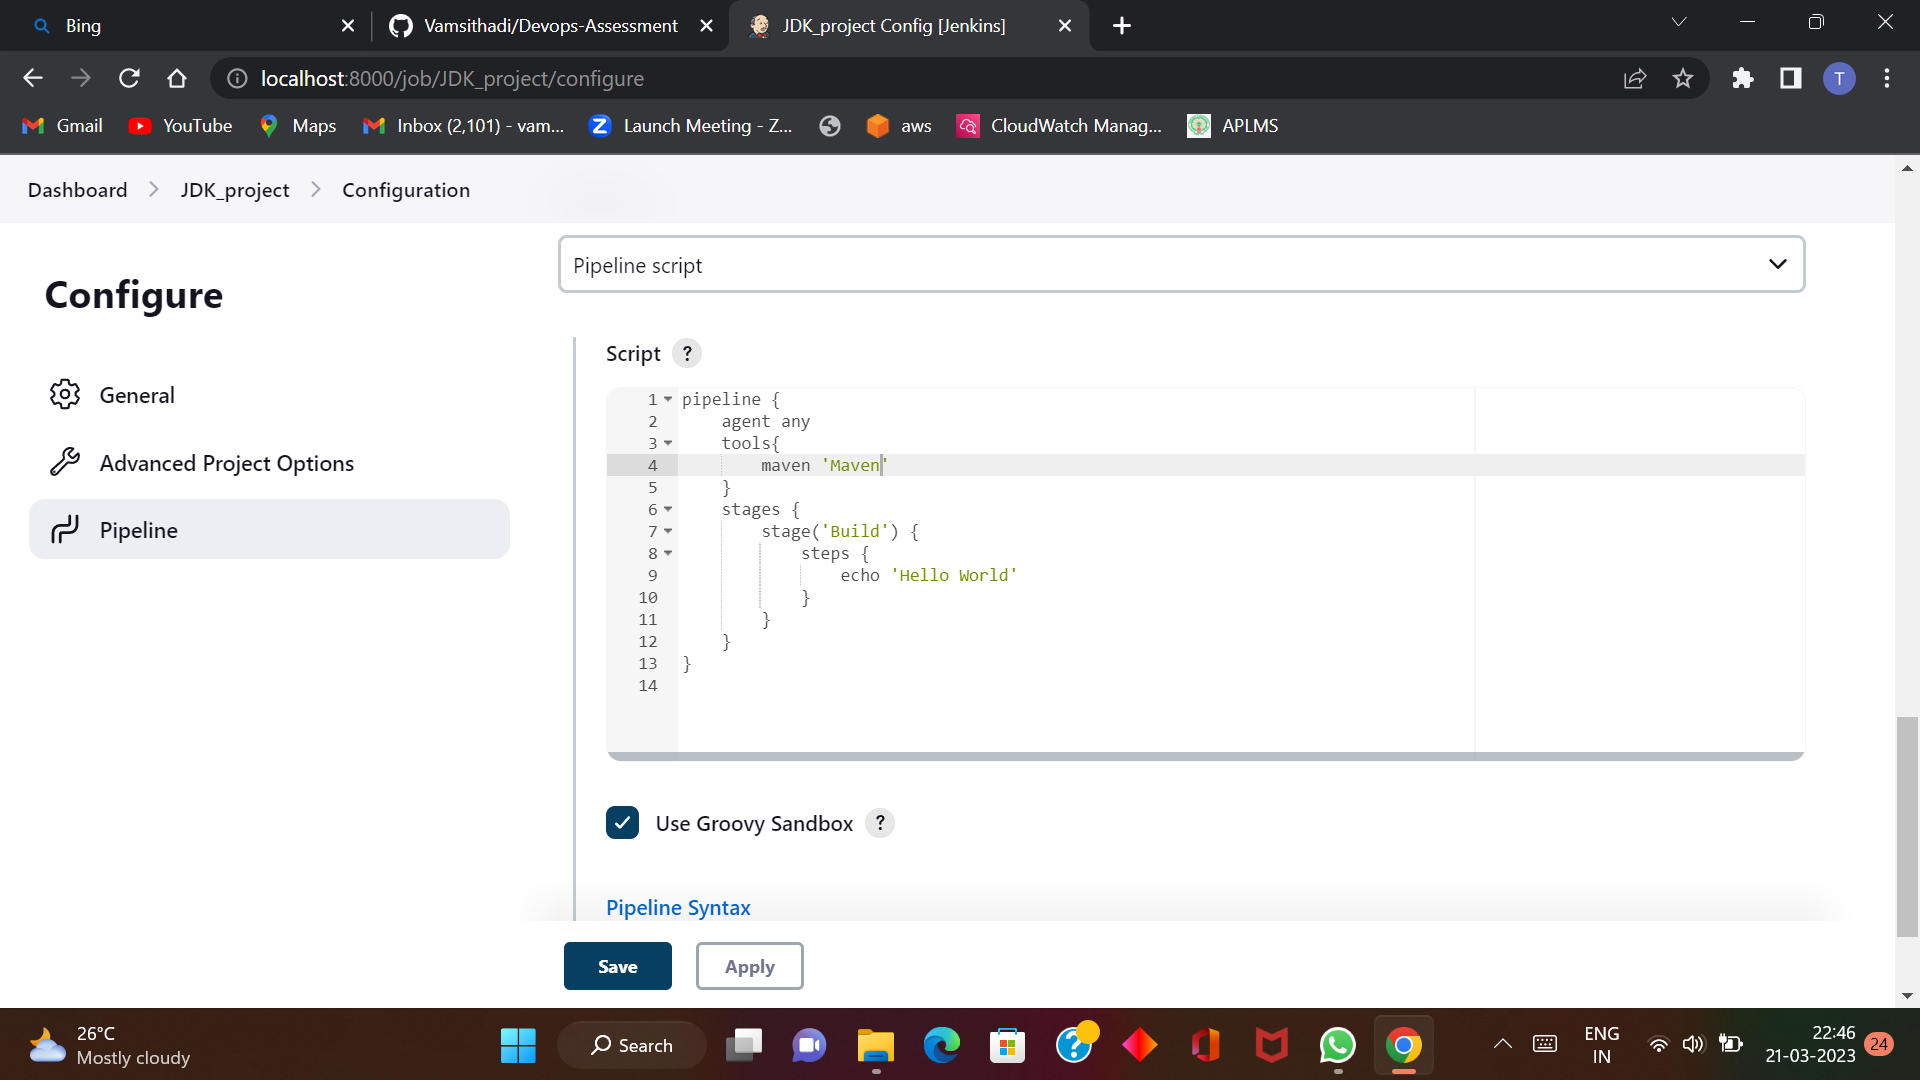 Bing
Vamsithadi/Devops-Assessment
JDK_project Config [Jenkins]
localhost:8000/job/JDK_project/configure
T
Gmail
YouTube
Maps
Inbox (2,101) - vam...
Launch Meeting - Z...
aws
CloudWatch Manag...
APLMS
Dashboard > JDK_project > Configuration
Configure
General
Advanced Project Options
Pipeline
Pipeline script
Script ?
1 pipeline {
2 agent any
3 tools{
4 maven 'Maven'
5 }
6 stages {
7 stage('Build') {
8 steps {
9 echo 'Hello World'
10 }
11 }
12 }
13 }
14
Use Groovy Sandbox ?
Pipeline Syntax
Save
Apply
26°C
Mostly cloudy
Search
ENG
IN
22:46
21-03-2023
24